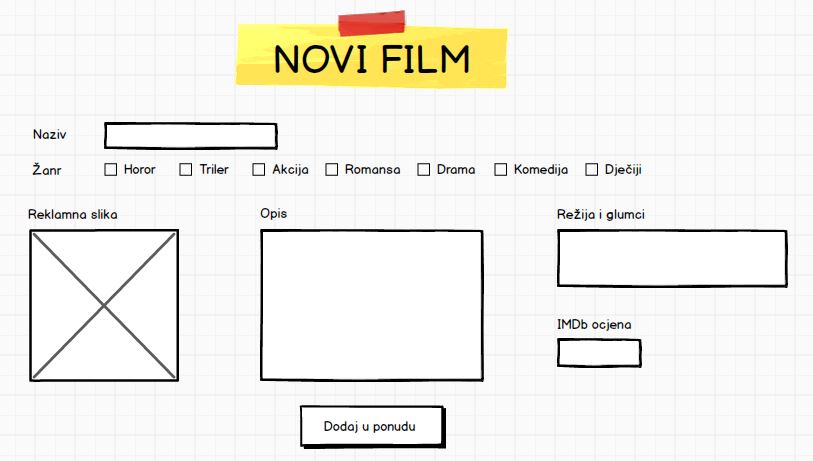 NOVI FILM
Naziv
Žanr Horor Triler Akcija Romansa Drama Komedija Dječiji
Reklamna slika Opis Režija i glumci
IMDb ocjena
Dodaj u ponudu